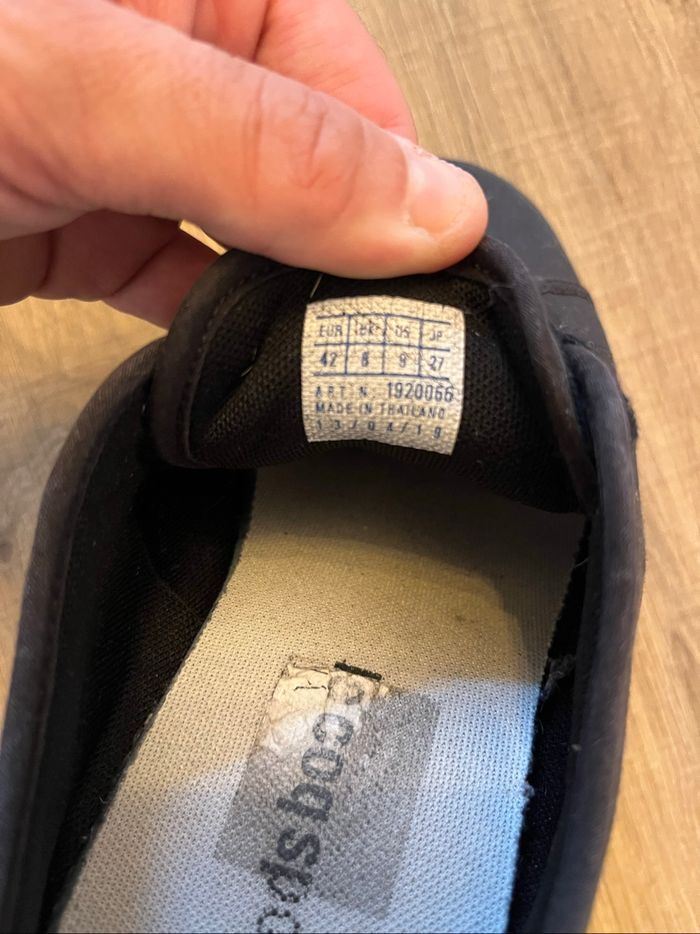 EUR UK US JP
42 8 9 27
ART.N: 1920066
MADE IN THAILAND
13/04/19